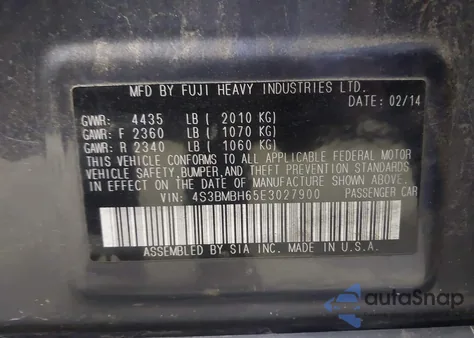 MFD BY FUJI HEAVY INDUSTRIES LTD.
DATE: 02/14
GVWR: 4435 LB ( 2010 KG)
GAWR: F 2360 LB ( 1070 KG)
GAWR: R 2340 LB ( 1060 KG)
THIS VEHICLE CONFORMS TO ALL APPLICABLE FEDERAL MOTOR
VEHICLE SAFETY, BUMPER, AND THEFT PREVENTION STANDARDS
IN EFFECT ON THE DATE OF MANUFACTURE SHOWN ABOVE.
VIN: 4S3BMBH65E3027900 PASSENGER CAR
ASSEMBLED BY SIA INC. MADE IN U.S.A.
autoSnap